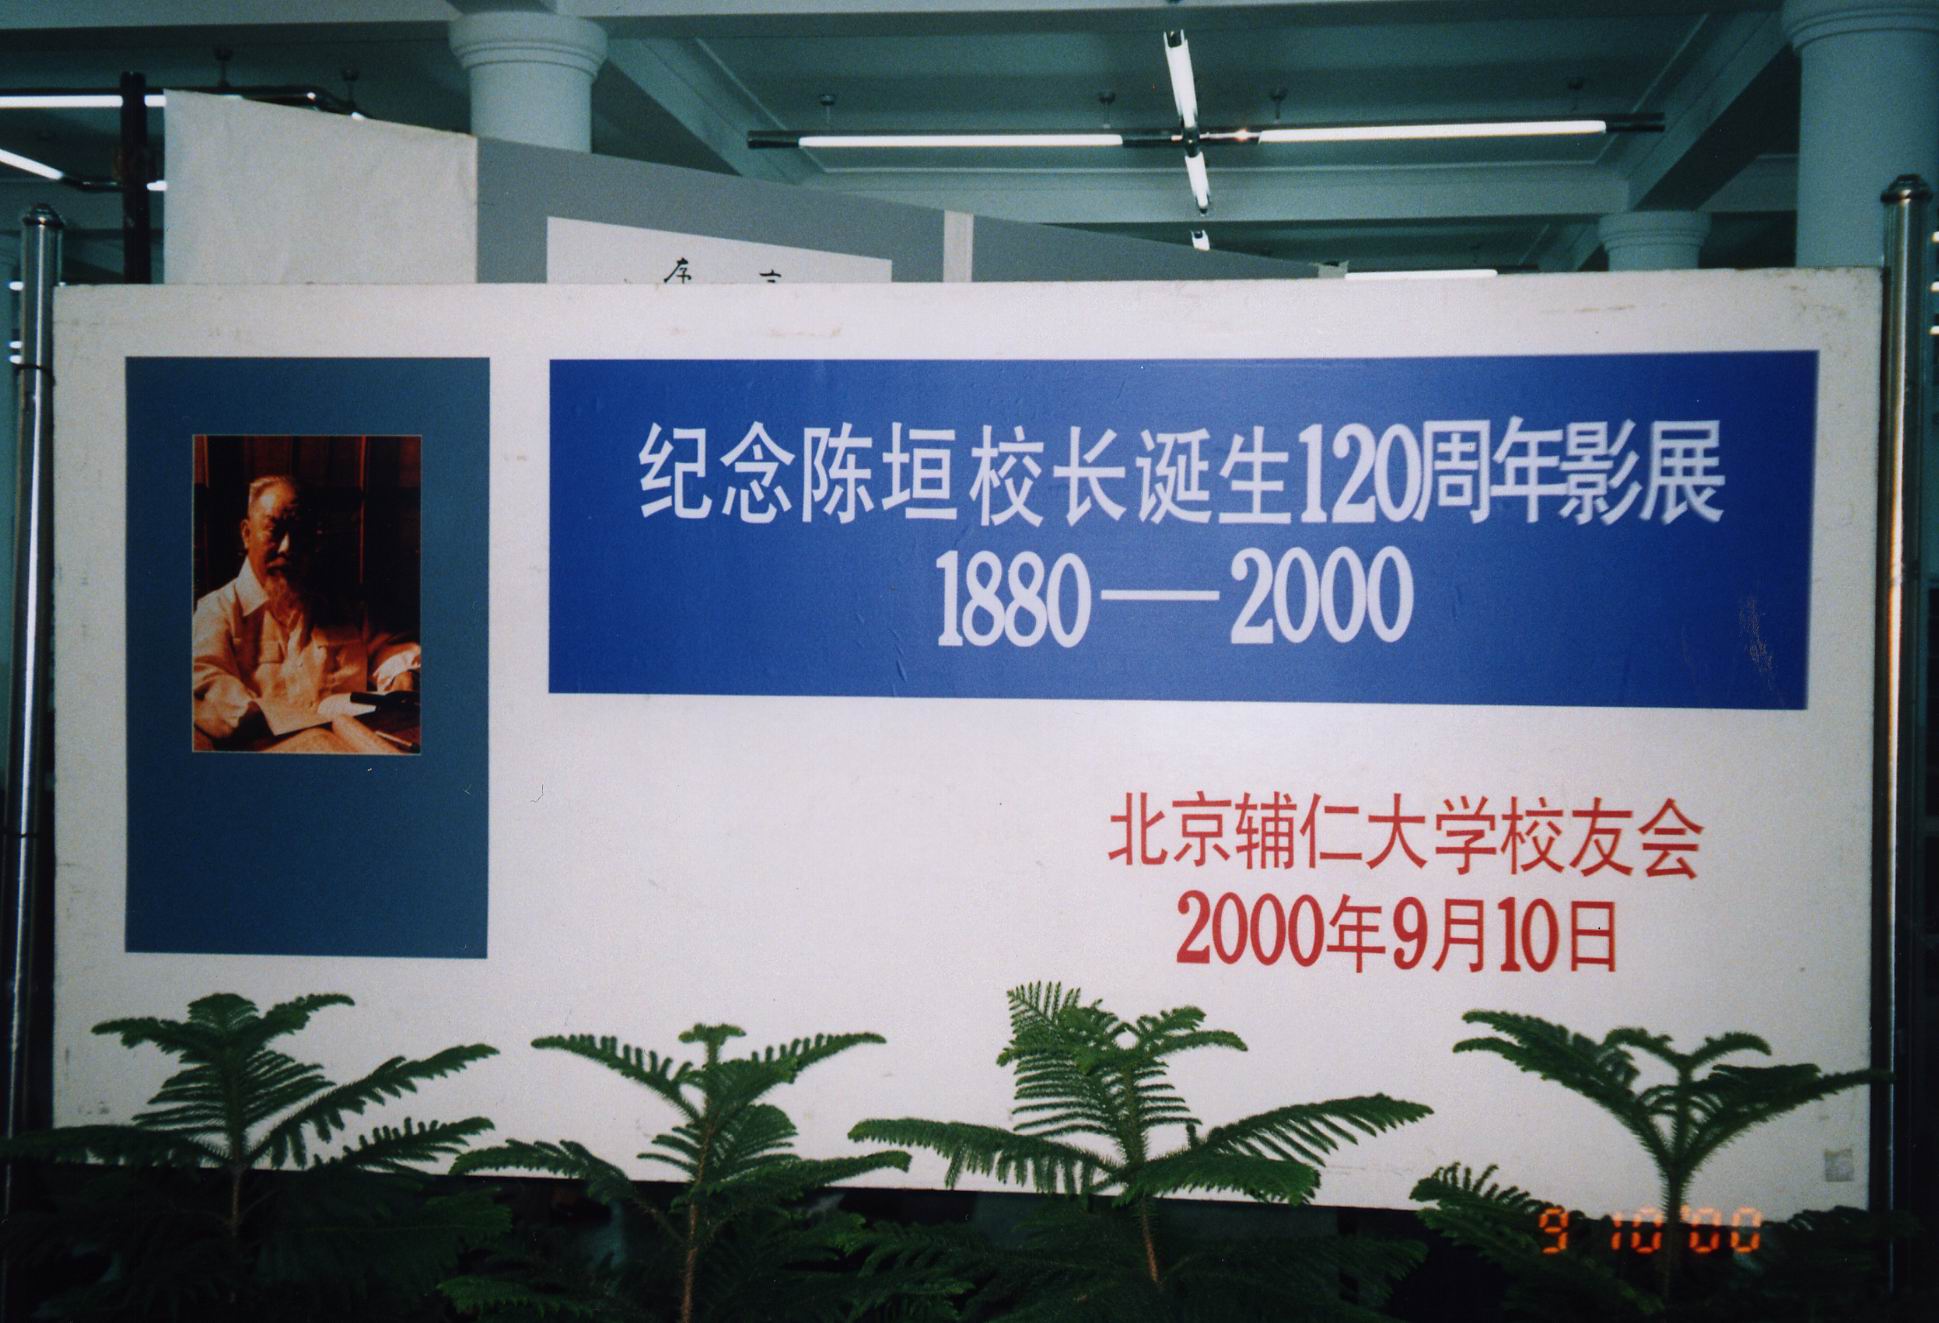 序 言
纪念陈垣校长诞生120周年影展
1880—2000
北京辅仁大学校友会
2000年9月10日
9 10 '00